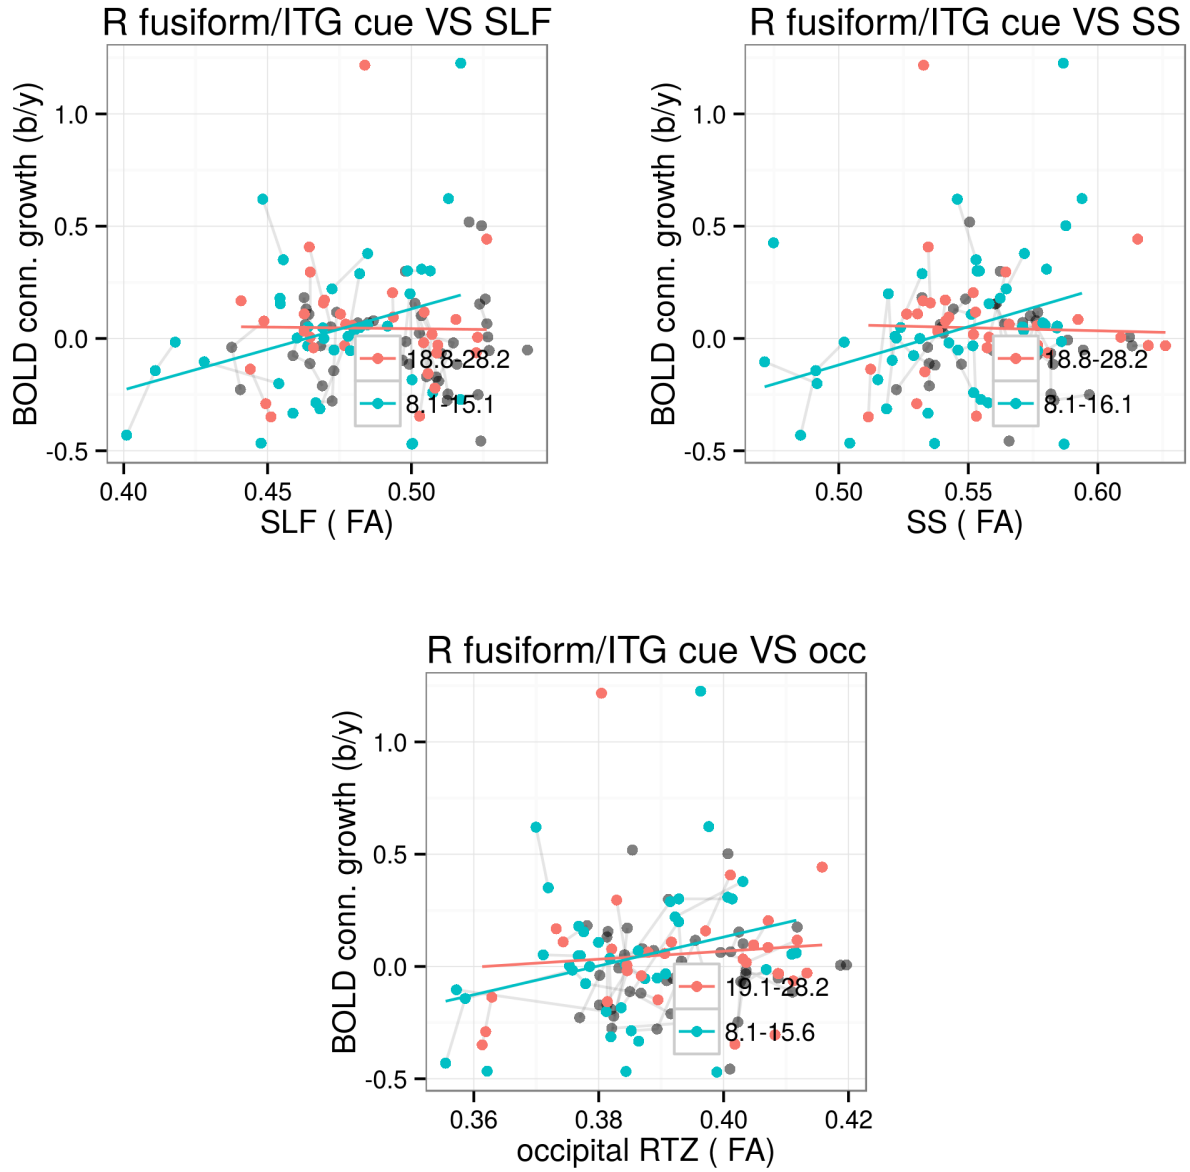 R fusiform/ITG cue VS SLF
BOLD conn. growth (b/y)
1.0
0.5
0.0
-0.5
18.8-28.2
8.1-15.1
0.40 0.45 0.50
SLF ( FA)
R fusiform/ITG cue VS SS
BOLD conn. growth (b/y)
1.0
0.5
0.0
-0.5
18.8-28.2
8.1-16.1
0.50 0.55 0.60
SS ( FA)
R fusiform/ITG cue VS occ
BOLD conn. growth (b/y)
1.0
0.5
0.0
-0.5
19.1-28.2
8.1-15.6
0.36 0.38 0.40 0.42
occipital RTZ ( FA)